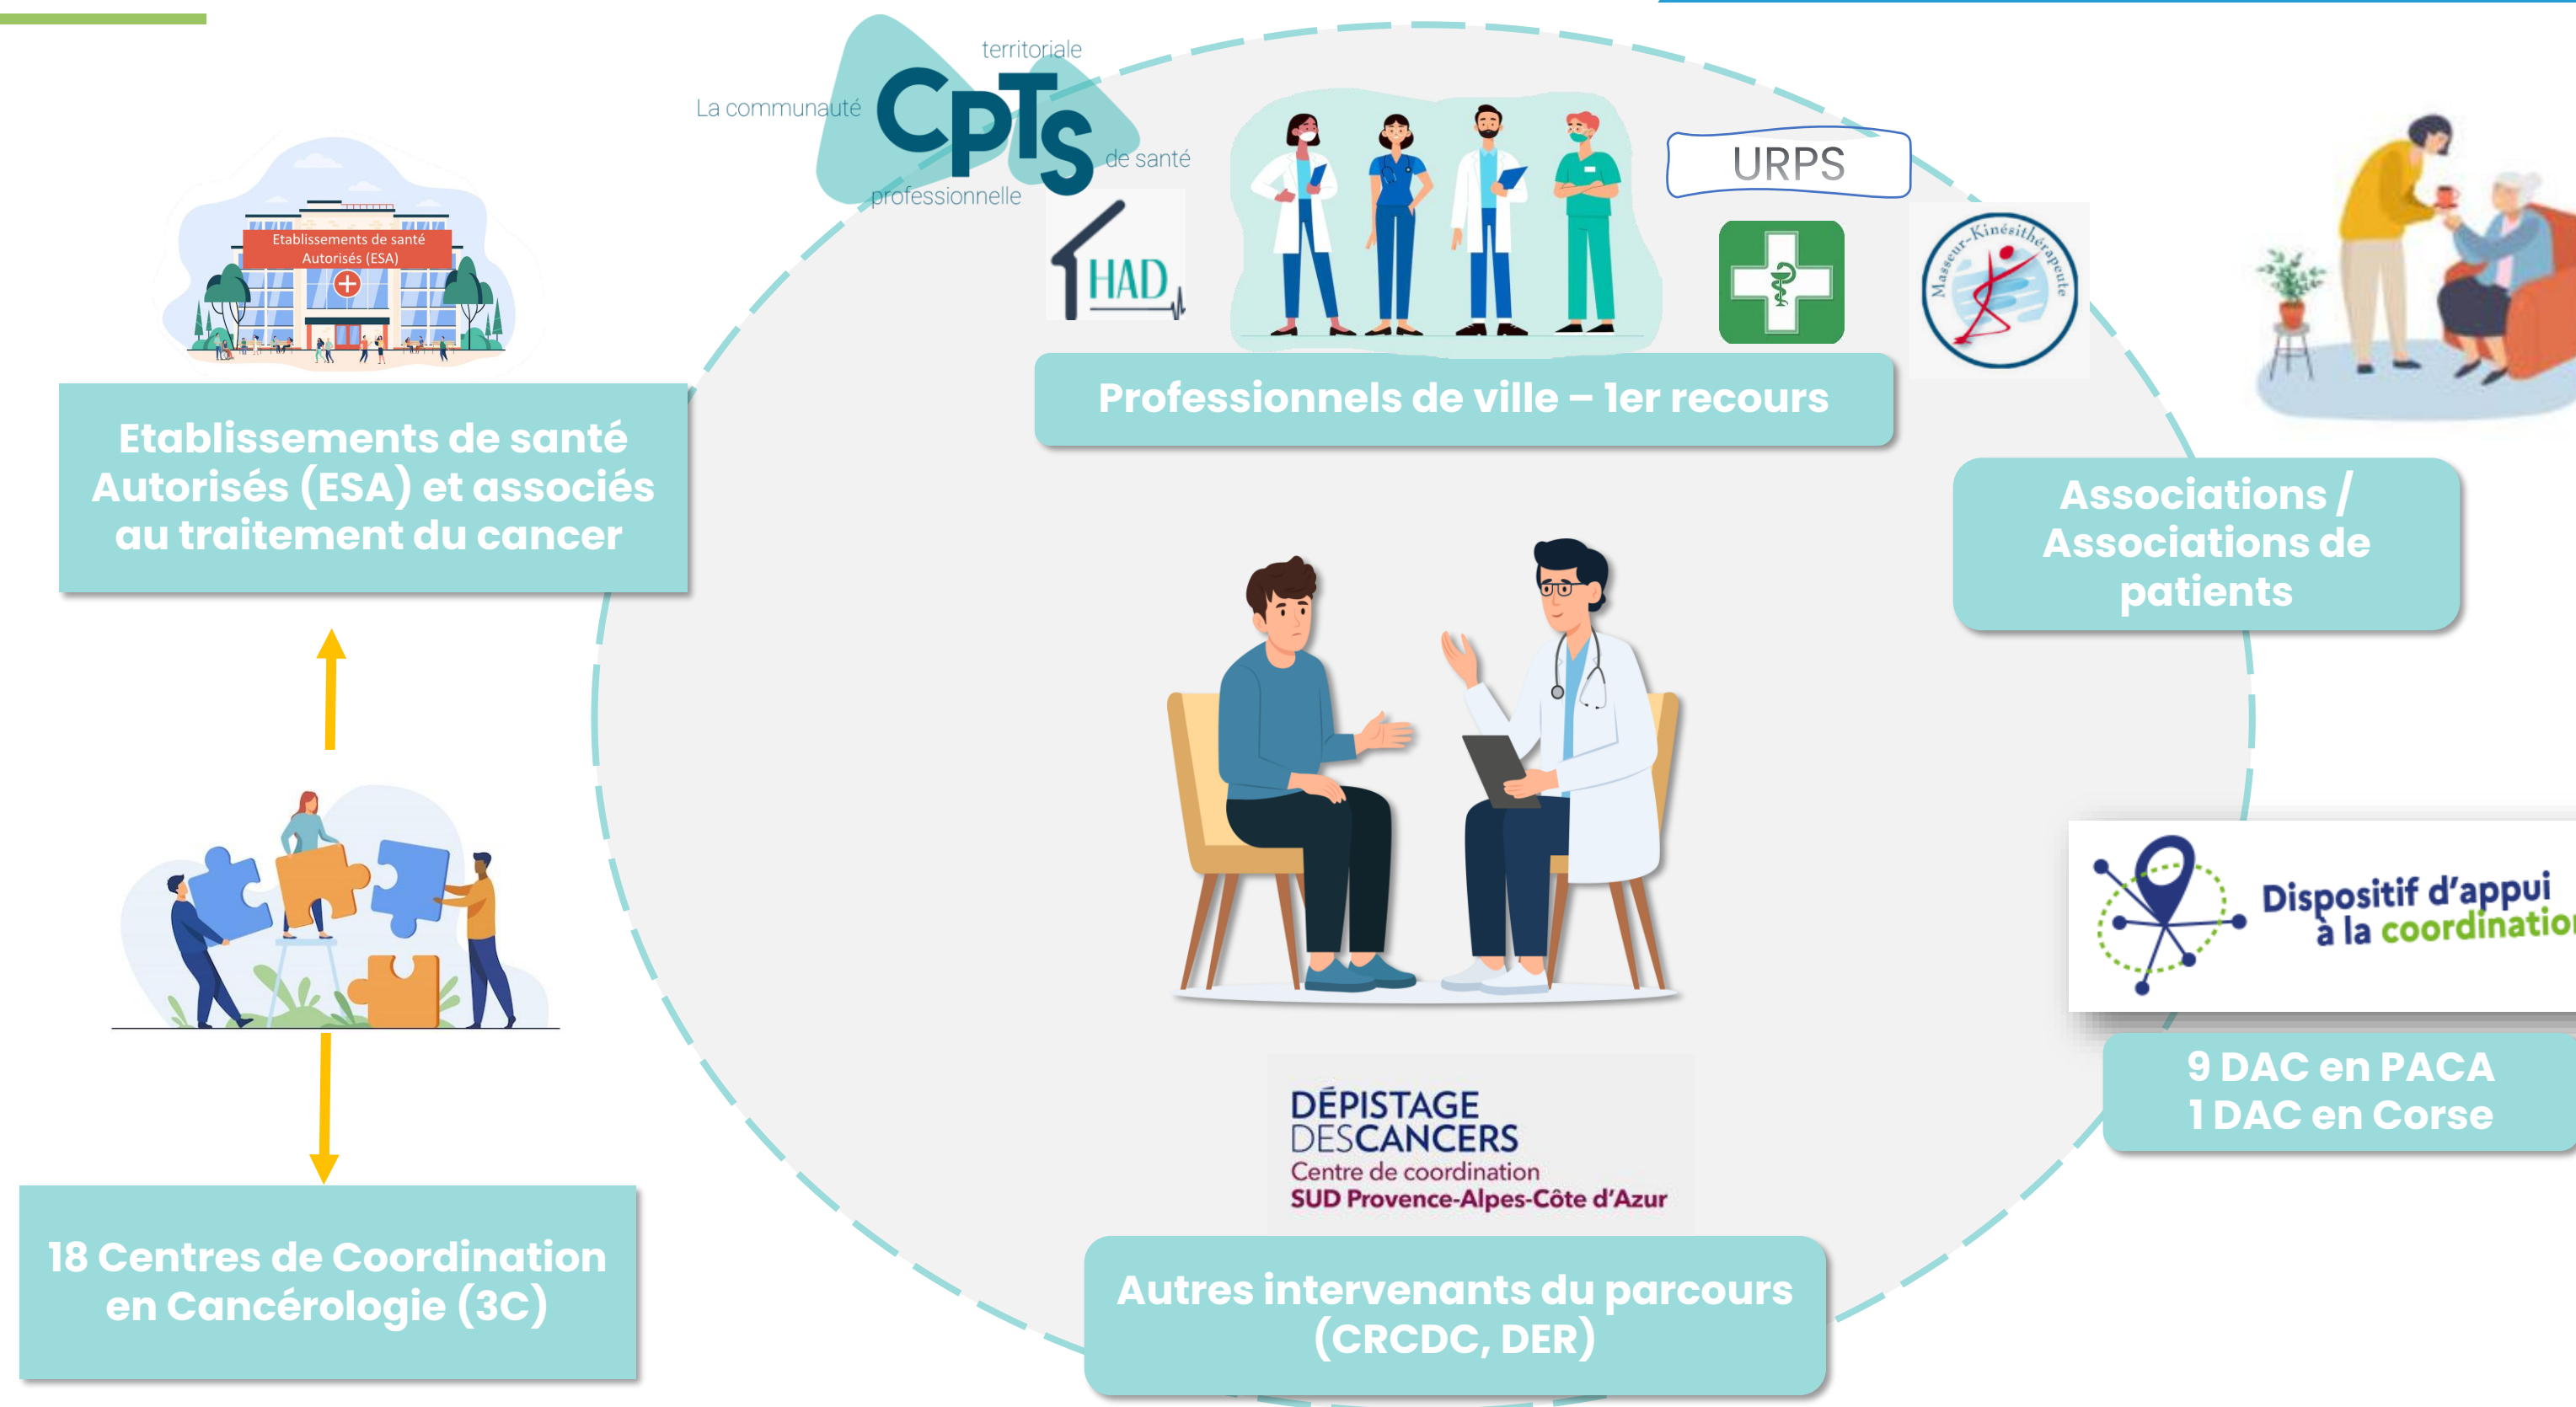 territoriale
La communauté
CPTS
de santé
professionnelle
HAD
URPS
Masseur-Kinésithérapeute
Etablissements de santé
Autorisés (ESA)
Professionnels de ville – 1er recours
Etablissements de santé
Autorisés (ESA) et associés
au traitement du cancer
Associations /
Associations de
patients
Dispositif d'appui
à la coordination
9 DAC en PACA
1 DAC en Corse
DÉPISTAGE
DESCANCERS
Centre de coordination
SUD Provence-Alpes-Côte d'Azur
18 Centres de Coordination
en Cancérologie (3C)
Autres intervenants du parcours
(CRCDC, DER)